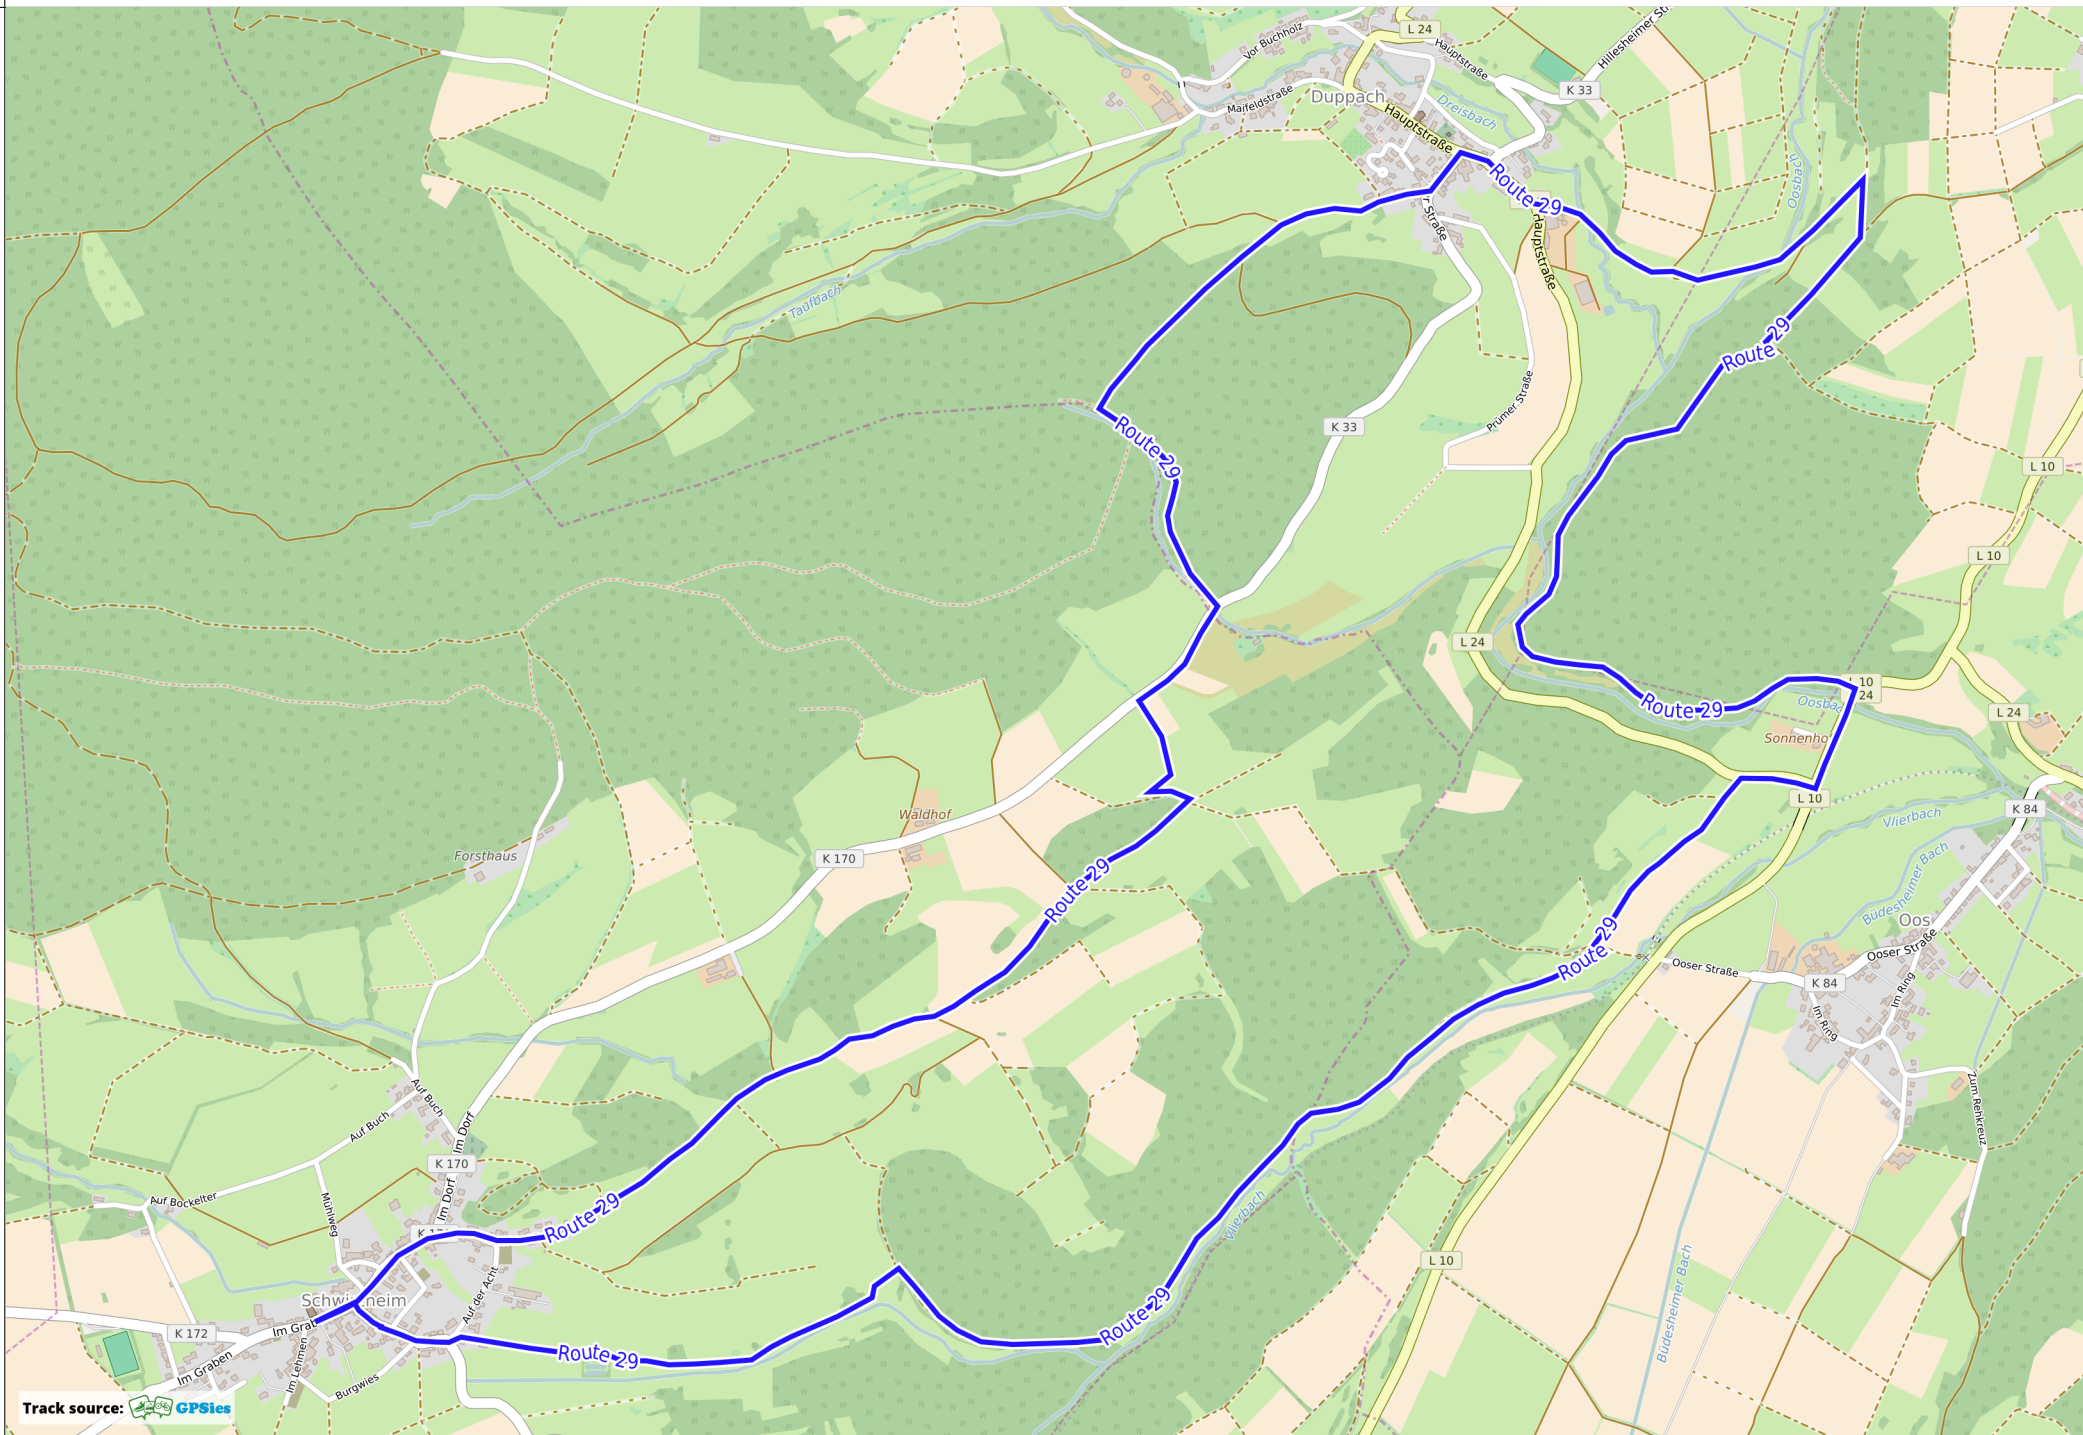 L 24
Vor Buchholz
Hauptstraße
Hillesheimer Str
K 33
Maifeldstraße
Duppach
Dreisbach
Hauptstraße
Oosbach
Route 29
r Straße
Hauptstraße
Taufbach
Route 29
Prümer Straße
K 33
Route 29
L 10
L 10
L 24
L 10
24
Route 29
Oosbac
L 24
Sonnenhof
L 10
K 84
Waldhof
Vlierbach
Forsthaus
K 170
Route 29
Büdesheimer Bach
Oos
Route 29
Ooser Straße
Ooser Straße
K 84
Im Ring
Im Ring
Auf Buch
Auf Buch
Im Dorf
Zum Rehkreuz
K 170
Auf Bockelter
Mühlweg
Im Dorf
Route 29
Vlierbach
L 10
Auf der Acht
Büdesheimer Bach
Im Grab
K 172
Route 29
Route 29
Im Graben
Im Lehmen
Burgwies
Track source: GPSies